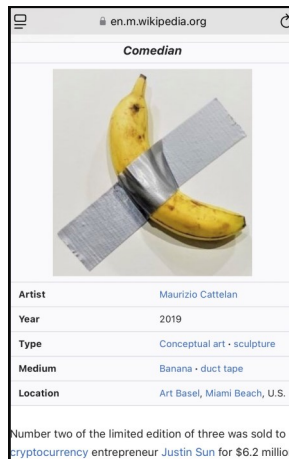 en.m.wikipedia.org
Comedian
Artist Maurizio Cattelan
Year 2019
Type Conceptual art · sculpture
Medium Banana · duct tape
Location Art Basel, Miami Beach, U.S.
Number two of the limited edition of three was sold to
cryptocurrency entrepreneur Justin Sun for $6.2 millio